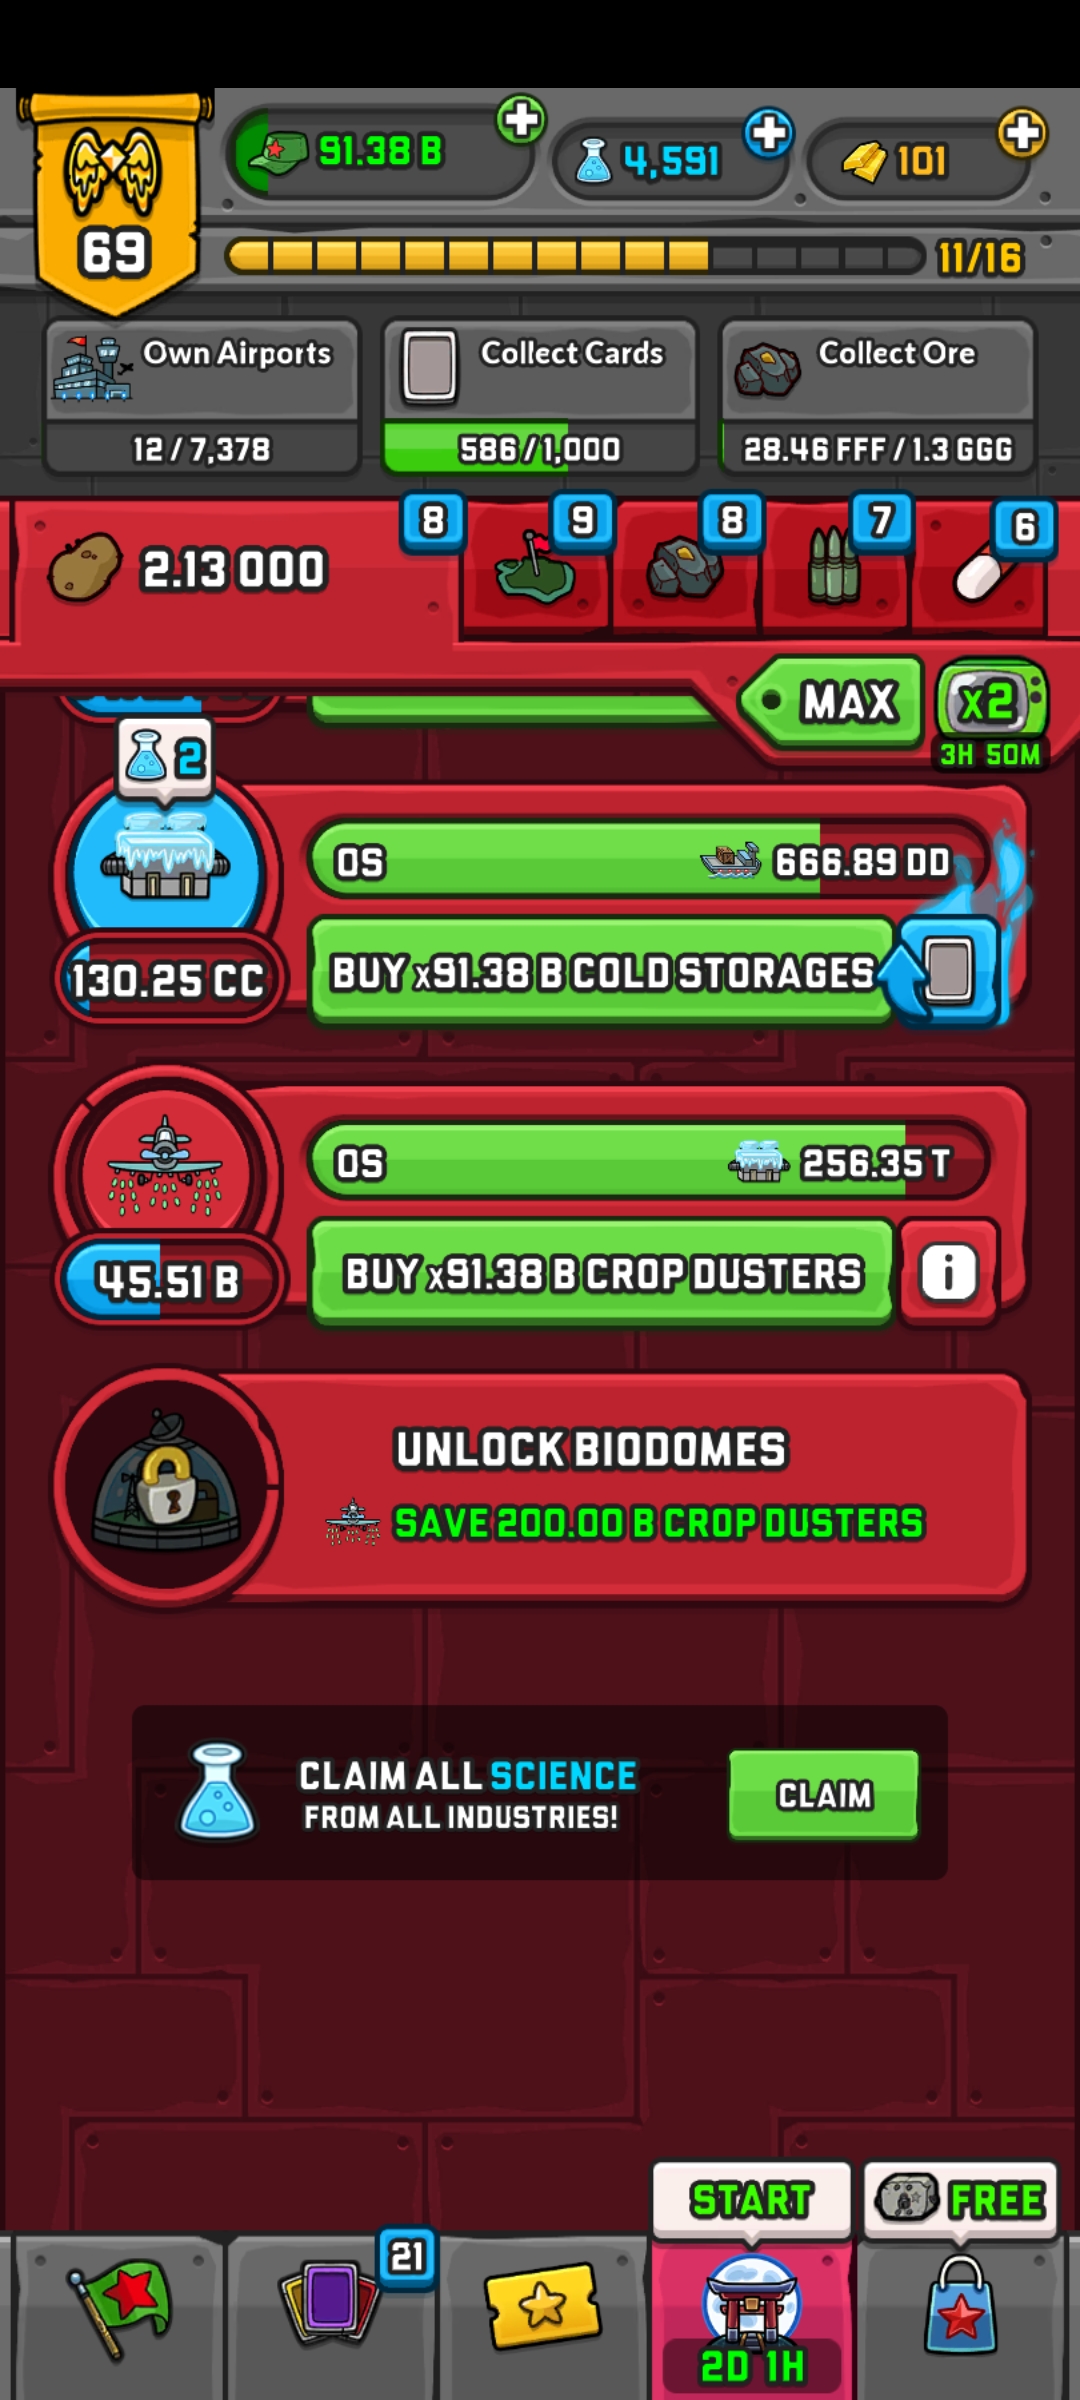 69
91.38 B
4,591
101
11/16
Own Airports
12 / 7,378
Collect Cards
586/1,000
Collect Ore
28.46 FFF / 1.3 GGG
2.13 OOO
8
9
8
7
6
MAX
x2
3H 50M
2
0S
666.89 DD
130.25 CC
BUY x91.38 B COLD STORAGES
0S
256.35 T
45.51 B
BUY x91.38 B CROP DUSTERS
i
UNLOCK BIODOMES
SAVE 200.00 B CROP DUSTERS
CLAIM ALL SCIENCE
FROM ALL INDUSTRIES!
CLAIM
START
FREE
21
2D 1H